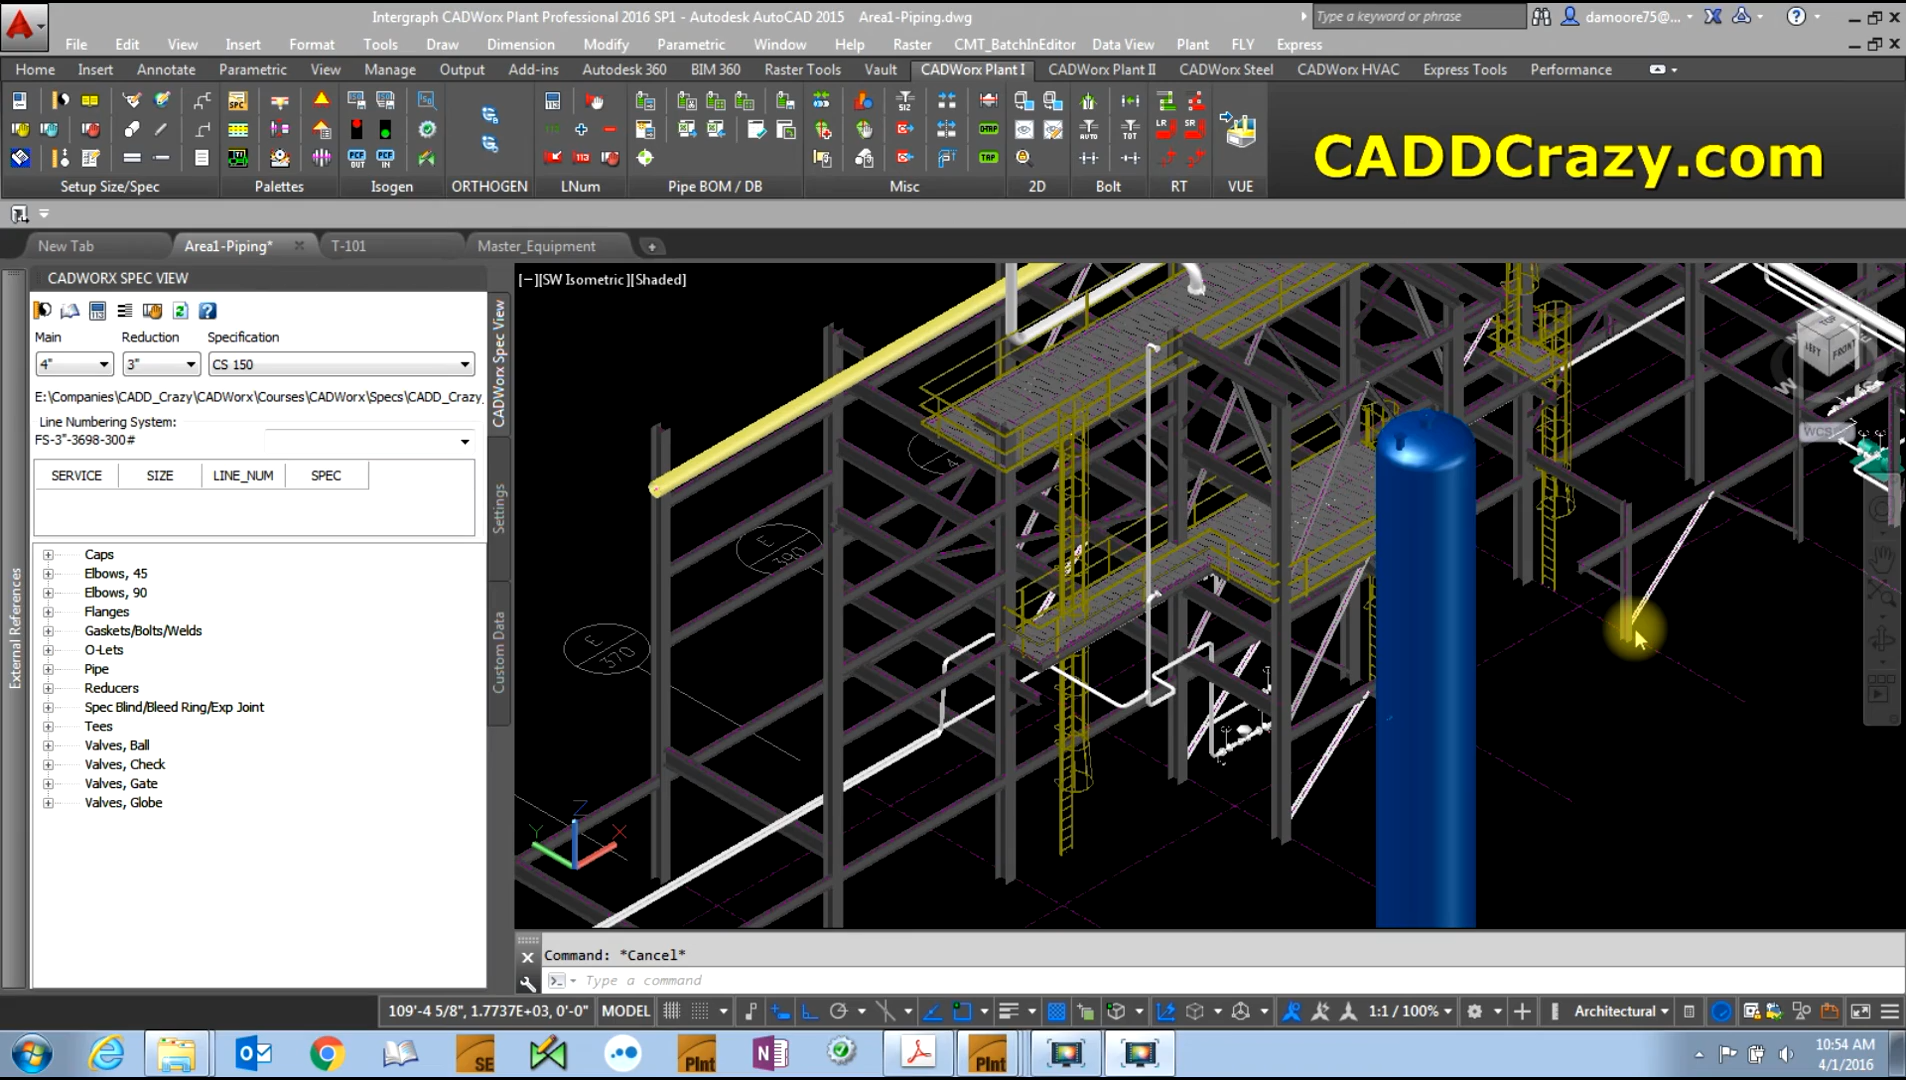 Intergraph CADWorx Plant Professional 2016 SP1 - Autodesk AutoCAD 2015 Area1-Piping.dwg
Type a keyword or phrase
damoore75@...
File Edit View Insert Format Tools Draw Dimension Modify Parametric Window Help Raster CMT_BatchInEditor Data View Plant FLY Express
Home Insert Annotate Parametric View Manage Output Add-ins Autodesk 360 BIM 360 Raster Tools Vault CADWorx Plant I CADWorx Plant II CADWorx Steel CADWorx HVAC Express Tools Performance
CADDCrazy.com
Setup Size/Spec Palettes Isogen ORTHOGEN LNum Pipe BOM / DB Misc 2D Bolt RT VUE
New Tab Area1-Piping* T-101 Master_Equipment
CADWORX SPEC VIEW
[−][SW Isometric][Shaded]
Main Reduction Specification
4" 3" CS 150
E:\Companies\CADD_Crazy\CADWorx\Courses\CADWorx\Specs\CADD_Crazy_
Line Numbering System:
FS-3"-3698-300#
SERVICE SIZE LINE_NUM SPEC
Caps
Elbows, 45
Elbows, 90
Flanges
Gaskets/Bolts/Welds
O-Lets
Pipe
Reducers
Spec Blind/Bleed Ring/Exp Joint
Tees
Valves, Ball
Valves, Check
Valves, Gate
Valves, Globe
CADWorx Spec View
Settings
Custom Data
External References
TOP
LEFT FRONT
W
WCS
E
390
E
370
Z
Y X
Command: *Cancel*
Type a command
109'-4 5/8", 1.7737E+03, 0'-0" MODEL 1:1 / 100% Architectural
10:54 AM
4/1/2016